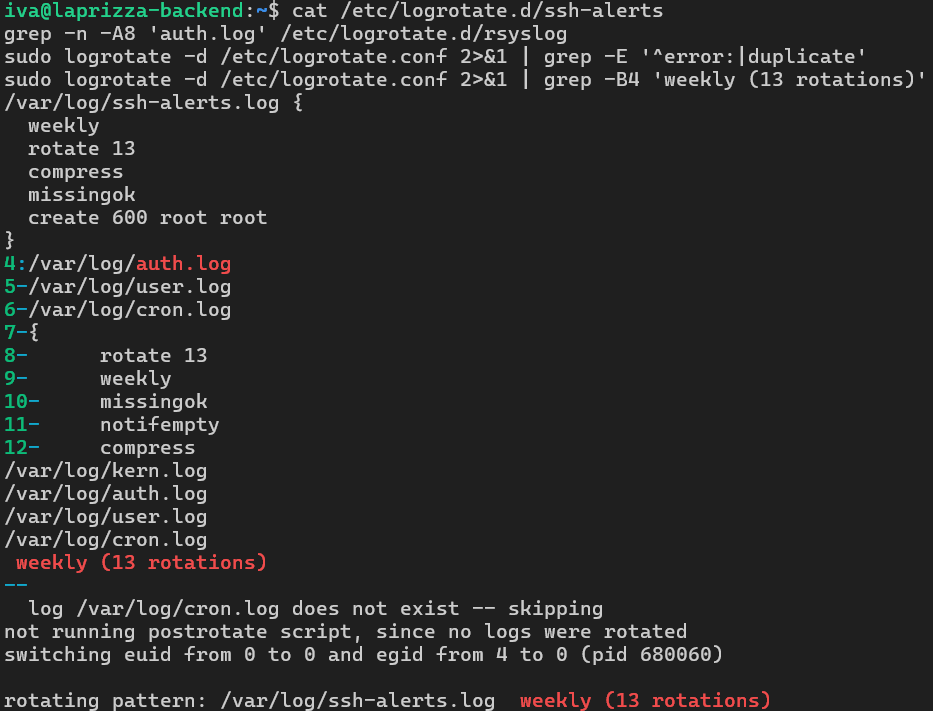 iva@laprizza-backend:~$ cat /etc/logrotate.d/ssh-alerts
grep -n -A8 'auth.log' /etc/logrotate.d/rsyslog
sudo logrotate -d /etc/logrotate.conf 2>&1 | grep -E '^error:|duplicate'
sudo logrotate -d /etc/logrotate.conf 2>&1 | grep -B4 'weekly (13 rotations)'
/var/log/ssh-alerts.log {
  weekly
  rotate 13
  compress
  missingok
  create 600 root root
}
4:/var/log/auth.log
5-/var/log/user.log
6-/var/log/cron.log
7-{
8-      rotate 13
9-      weekly
10-     missingok
11-     notifempty
12-     compress
/var/log/kern.log
/var/log/auth.log
/var/log/user.log
/var/log/cron.log
 weekly (13 rotations)
--
  log /var/log/cron.log does not exist -- skipping
not running postrotate script, since no logs were rotated
switching euid from 0 to 0 and egid from 4 to 0 (pid 680060)

rotating pattern: /var/log/ssh-alerts.log  weekly (13 rotations)